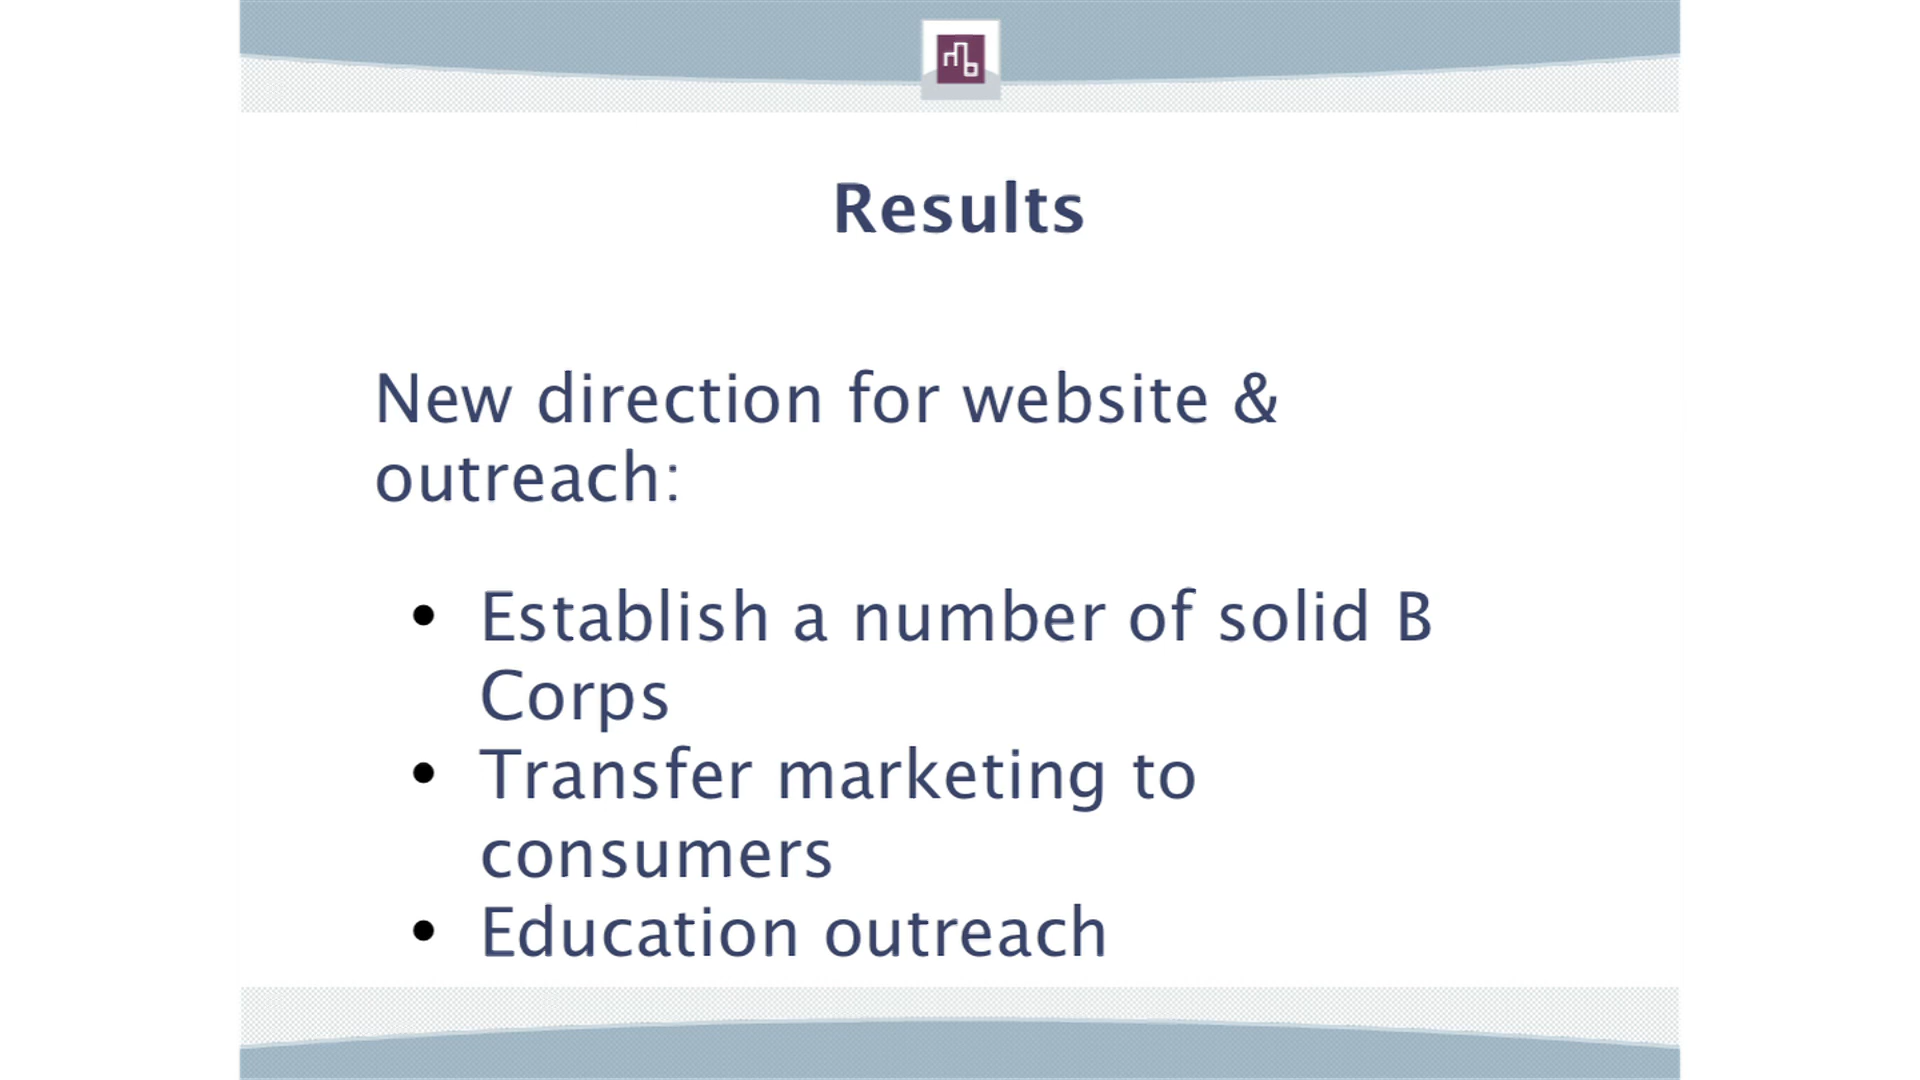 Results
New direction for website &
outreach:
• Establish a number of solid B
Corps
• Transfer marketing to
consumers
• Education outreach